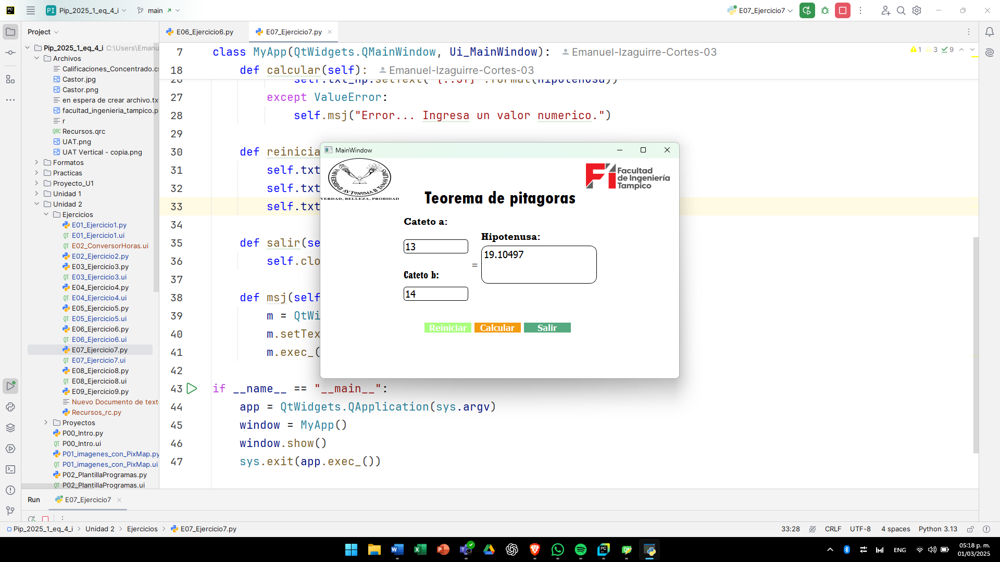 Pip_2025_1_eq_4_i
main
E07_Ejercicio7
Project
E06_Ejercicio6.py
E07_Ejercicio7.py
Pip_2025_1_eq_4_i C:\Users\Emanu
Archivos
Calificaciones_Concentrado.cs
Castor.jpg
Castor.png
en espera de crear archivo.tx
facultad_ingenieria_tampico.p
r
Recursos.qrc
UAT.png
UAT Vertical - copia.png
Formatos
Practicas
Proyecto_U1
Unidad 1
Unidad 2
Ejercicios
E01_Ejercicio1.py
E01_Ejercicio1.ui
E02_ConversorHoras.ui
E02_Ejercicio2.py
E03_Ejercicio3.py
E03_Ejercicio3.ui
E04_Ejercicio4.py
E04_Ejercicio4.ui
E05_Ejercicio5.py
E05_Ejercicio5.ui
E06_Ejercicio6.py
E06_Ejercicio6.ui
E07_Ejercicio7.py
E07_Ejercicio7.ui
E08_Ejercicio8.py
E08_Ejercicio8.ui
E09_Ejercicio9.py
Nuevo Documento de text
Recursos_rc.py
Proyectos
P00_Intro.py
P00_Intro.ui
P01_imagenes_con_PixMap.py
P01_imagenes_con_PixMap.ui
P02_PlantillaProgramas.py
P02_PlantillaProgramas.ui
7 class MyApp(QtWidgets.QMainWindow, Ui_MainWindow): Emanuel-Izaguirre-Cortes-03
1 3 9
18 def calcular(self): Emanuel-Izaguirre-Cortes-03
27 except ValueError:
28 self.msj("Error... Ingresa un valor numerico.")
29
30 def reinicia
31 self.txt
32 self.txt
33 self.txt
34
35 def salir(se
36 self.clo
37
38 def msj(self
39 m = QtWi
40 m.setTex
41 m.exec_(
42
43 if __name__ == "__main__":
44 app = QtWidgets.QApplication(sys.argv)
45 window = MyApp()
46 window.show()
47 sys.exit(app.exec_())
MainWindow
VNIVERSIDAD AVTONOMA D TAMAVLIPAS
VERDAD, BELLEZA, PROBIDAD
Fi Facultad
de Ingeniería
Tampico
Teorema de pitagoras
Cateto a:
13
Hipotenusa:
19.10497
=
Cateto b:
14
Reiniciar Calcular Salir
Run E07_Ejercicio7
Pip_2025_1_eq_4_i > Unidad 2 > Ejercicios > E07_Ejercicio7.py
33:28 CRLF UTF-8 4 spaces Python 3.13
ENG
05:18 p. m.
01/03/2025